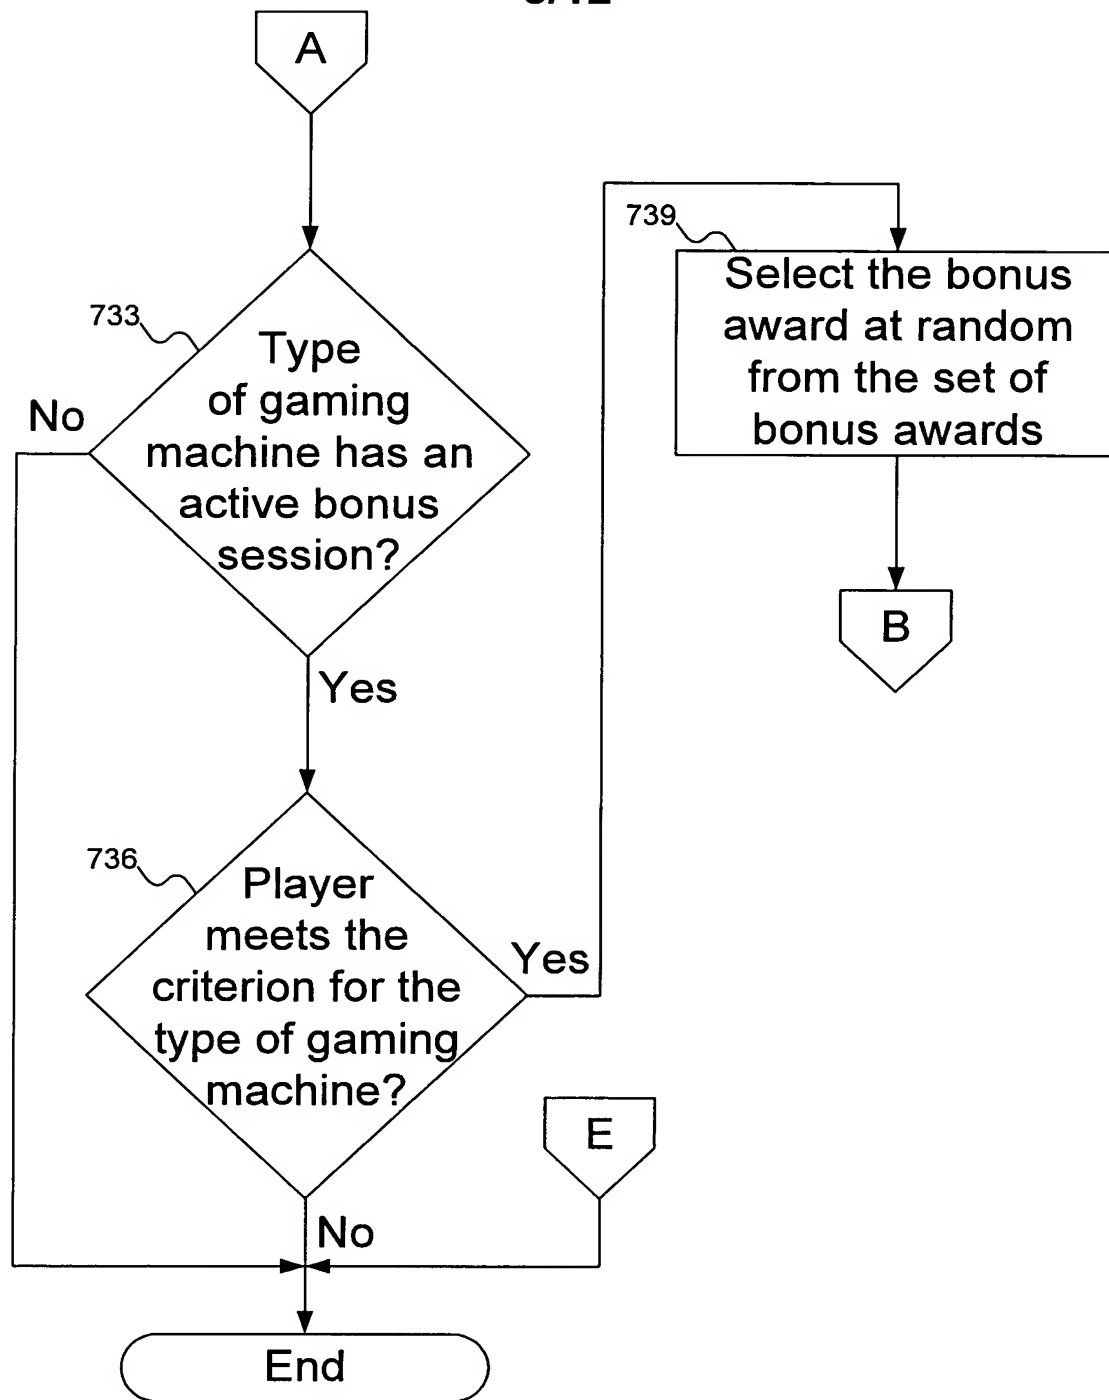 A
733
Type
of gaming
machine has an
active bonus
session?
No
Yes
739
Select the bonus
award at random
from the set of
bonus awards
B
736
Player
meets the
criterion for the
type of gaming
machine?
Yes
No
E
End